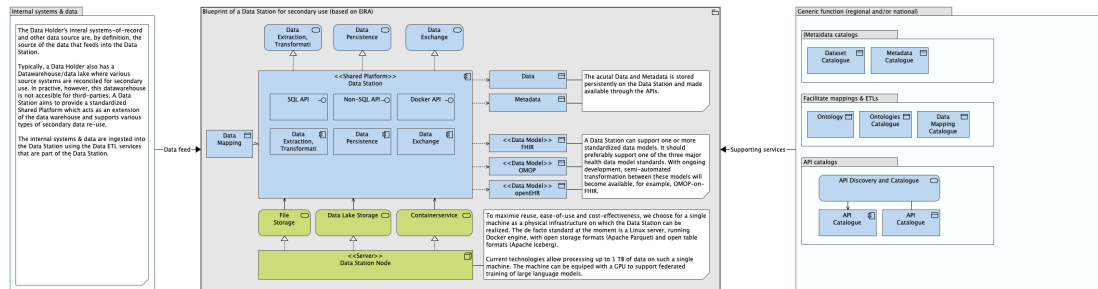 Internal systems & data
The Data Holder's interal systems-of-record
and other data source are, by definition, the
source of the data that feeds into the Data
Station.
Typically, a Data Holder also has a
Datawarehouse/data lake where various
source systems are reconciled for secondary
use. In practive, however, this datawarehouse
is not accesible for third-parties. A Data
Station aims to provide a standardized
Shared Platform which acts as an extension
of the data warehouse and supports various
types of secondary data re-use.
The internal systems & data are ingested into
the Data Station using the Data ETL services
that are part of the Data Station.
Data feed
Blueprint of a Data Station for secondary use (based on EIRA)
Data
Extraction,
Transformati
Data
Persistence
Data
Exchange
<<Shared Platform>>
Data Station
SQL API
Non-SQL API
Docker API
Data
Extraction,
Transformati
Data
Persistence
Data
Exchange
Data
Mapping
Data
Metadata
The acutal Data and Metadata is stored
persistently on the Data Station and made
available through the APIs.
<<Data Model>>
FHIR
<<Data Model>>
OMOP
<<Data Model>>
openEHR
A Data Station can support one or more
standardized data models. It should
preferably support one of the three major
health data model standards. With ongoing
development, semi-automated
transformation between these models will
become available, for example, OMOP-on-
FHIR.
File
Storage
Data Lake Storage
Containerservice
<<Server>>
Data Station Node
To maximie reuse, ease-of-use and cost-effectiveness, we choose for a single
machine as a physical infrastructure on which the Data Station can be
realized. The de facto standard at the moment is a Linux server, running
Docker engine, with open storage formats (Apache Parquet) and open table
formats (Apache Iceberg).
Current technologies allow processing up to 1 TB of data on such a single
machine. The machine can be equiped with a GPU to support federated
training of large language models.
Supporting services
Generic function (regional and/or national)
(Meta)data catalogs
Dataset
Catalogue
Metadata
Catalogue
Facilitate mappings & ETLs
Ontology
Ontologies
Catalogue
Data
Mapping
Catalogue
API catalogs
API Discovery and Catalogue
API
Catalogue
API
Catalogue